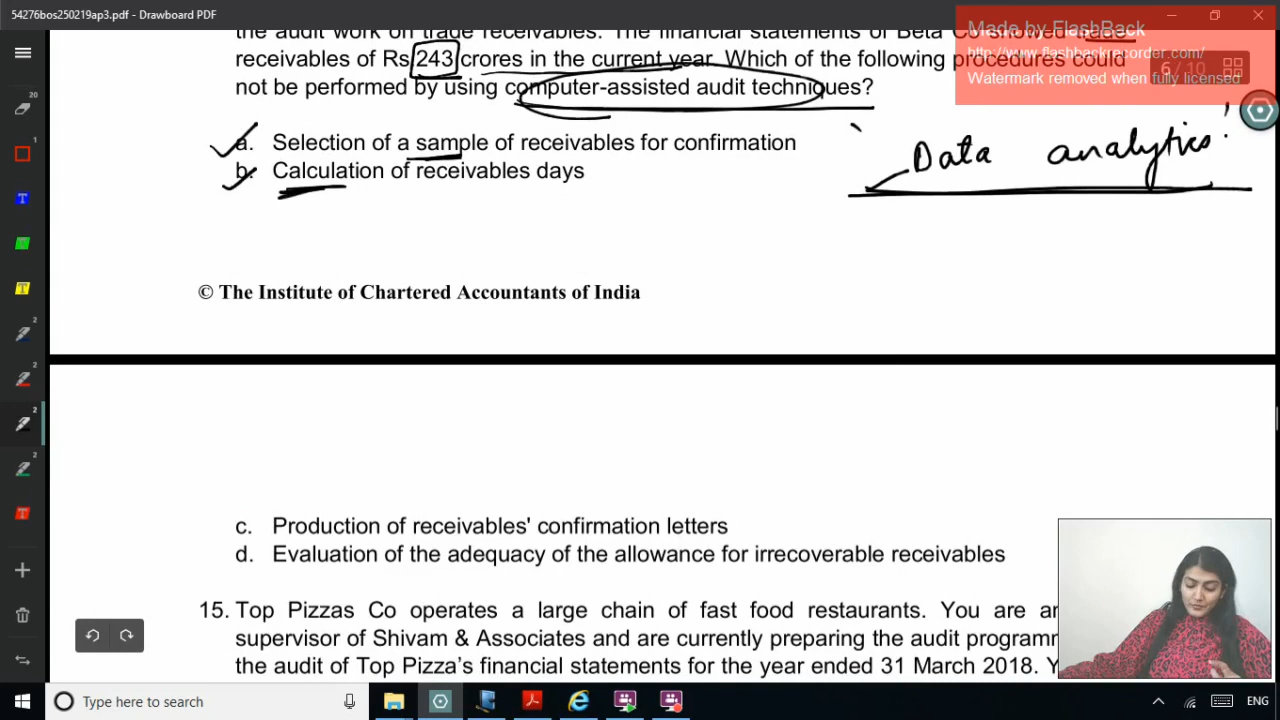 54276bos250219ap3.pdf - Drawboard PDF
Made by FlashBack
http://www.flashbackrecorder.com/
Watermark removed when fully licensed
6 / 10
the audit work on trade receivables. The financial statements of Beta Co showed
receivables of Rs 243 crores in the current year. Which of the following procedures could
not be performed by using computer-assisted audit techniques?
a. Selection of a sample of receivables for confirmation
b. Calculation of receivables days
Data analytics
© The Institute of Chartered Accountants of India
c. Production of receivables' confirmation letters
d. Evaluation of the adequacy of the allowance for irrecoverable receivables
15. Top Pizzas Co operates a large chain of fast food restaurants. You are
supervisor of Shivam & Associates and are currently preparing the audit
the audit of Top Pizza's financial statements for the year ended 31 March 2018.
Type here to search
ENG